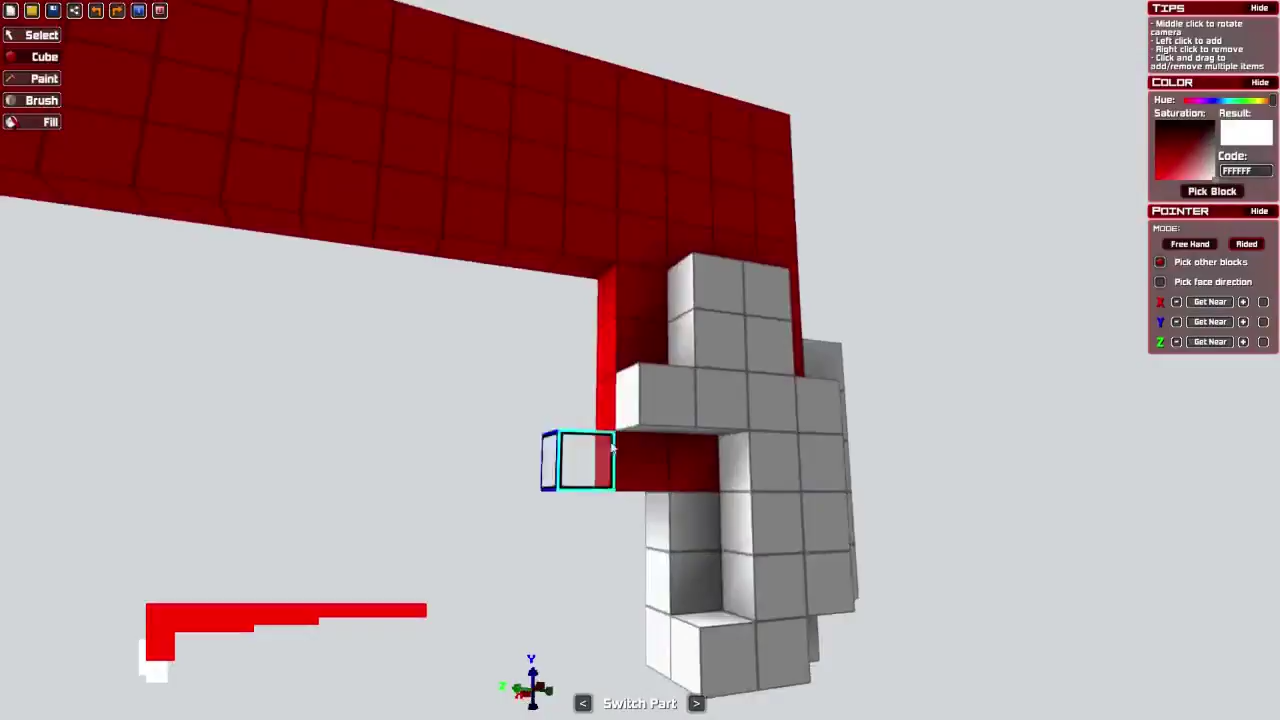 Select
Cube
Paint
Brush
Fill
TIPS Hide
- Middle click to rotate
camera
- Left click to add
- Right click to remove
- Click and drag to
add/remove multiple items
COLOR Hide
Hue:
Saturation: Result:
Code:
FFFFFF
Pick Block
POINTER Hide
MODE:
Free Hand Aided
Pick other blocks
Pick face direction
X - Get Near +
Y - Get Near +
Z - Get Near +
Y
Z
< Switch Part >